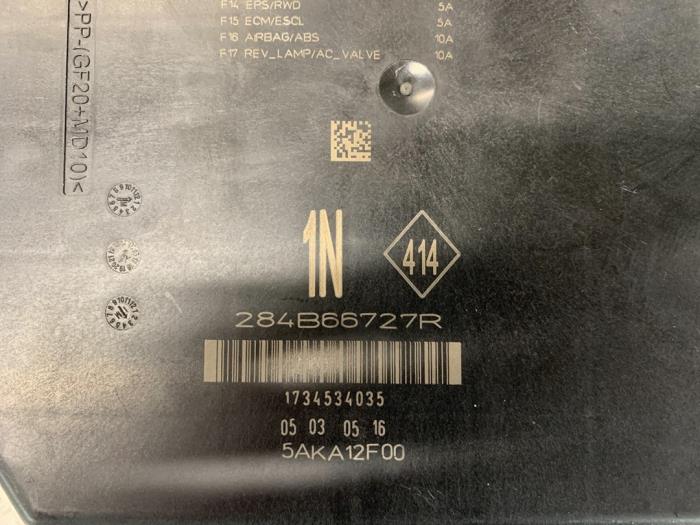 F14 EPS/RWD 5A
F15 ECM/ESCL 5A
F16 AIRBAG/ABS 10A
F17 REV_LAMP/AC_VALVE 10A
>PP-(GF20+MD10)<
1N
414
284B66727R
1734534035
05 03 05 16
5AKA12F00